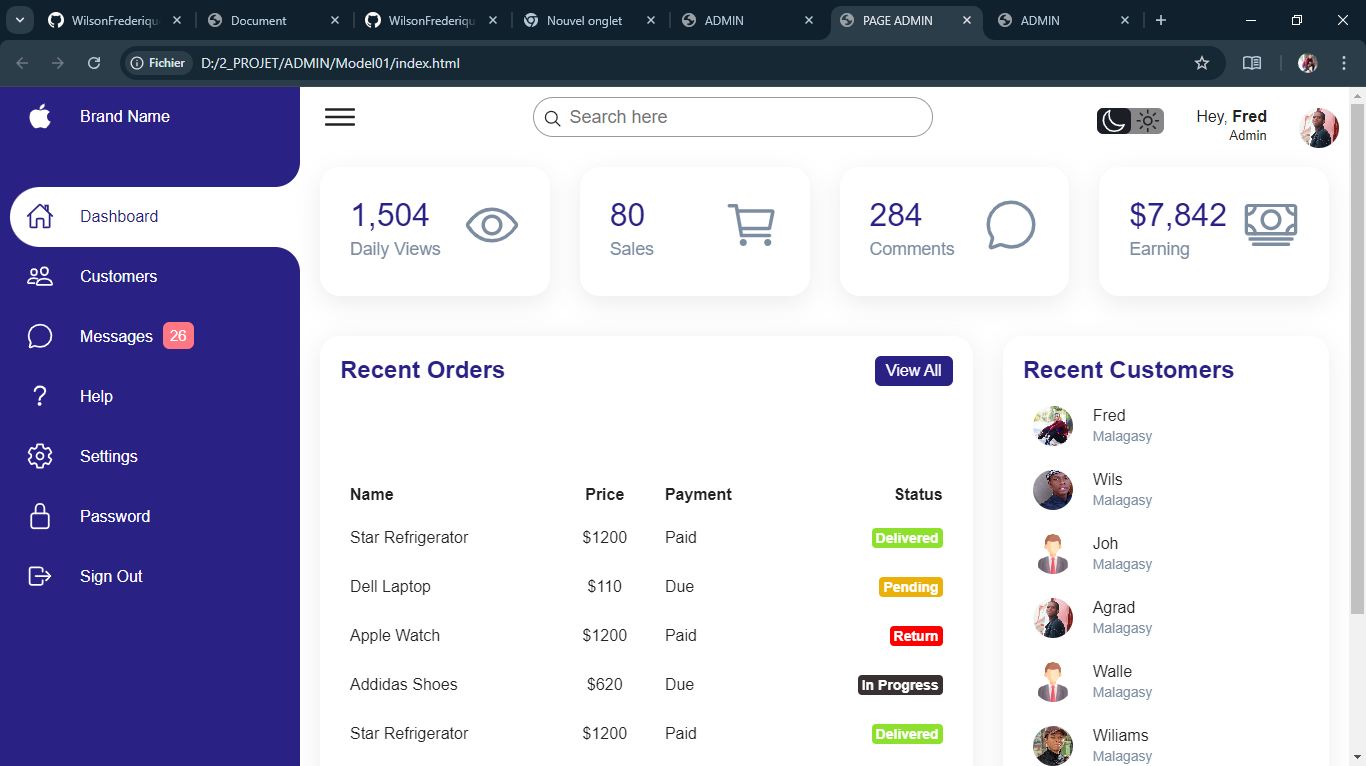 WilsonFrederiqu
Document
WilsonFrederiqu
Nouvel onglet
ADMIN
PAGE ADMIN
ADMIN
Fichier
D:/2_PROJET/ADMIN/Model01/index.html
Brand Name
Dashboard
Customers
Messages 26
Help
Settings
Password
Sign Out
Search here
Hey, Fred
Admin
1,504
Daily Views
80
Sales
284
Comments
$7,842
Earning
Recent Orders
View All
Name Price Payment Status
Star Refrigerator $1200 Paid Delivered
Dell Laptop $110 Due Pending
Apple Watch $1200 Paid Return
Addidas Shoes $620 Due In Progress
Star Refrigerator $1200 Paid Delivered
Recent Customers
Fred
Malagasy
Wils
Malagasy
Joh
Malagasy
Agrad
Malagasy
Walle
Malagasy
Wiliams
Malagasy